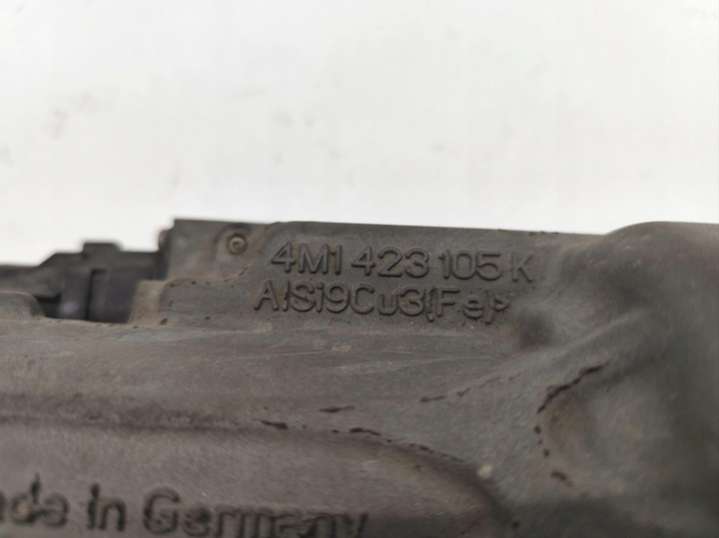 4M1 423 105 K
AlSi9Cu3(Fe)<
Made in Germany